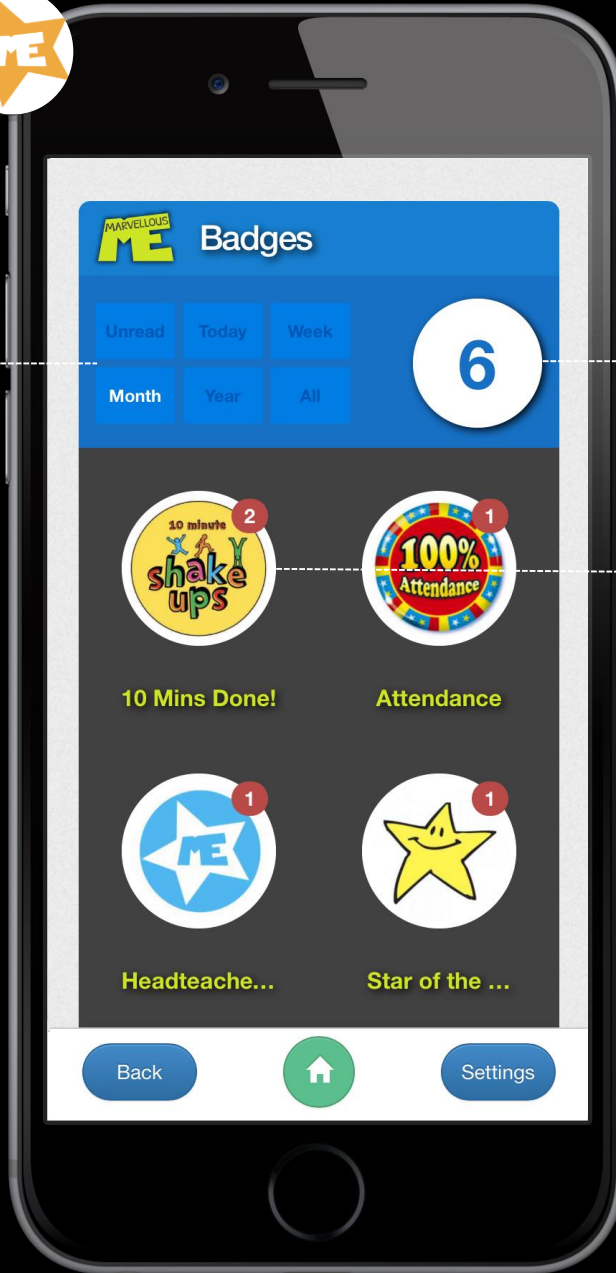 ME
MARVELLOUS
ME
Badges
Unread Today Week
Month Year All
6
10 minute
shake
ups
2
100%
Attendance
1
10 Mins Done! Attendance
ME
1
1
Headteache... Star of the ...
Back Settings